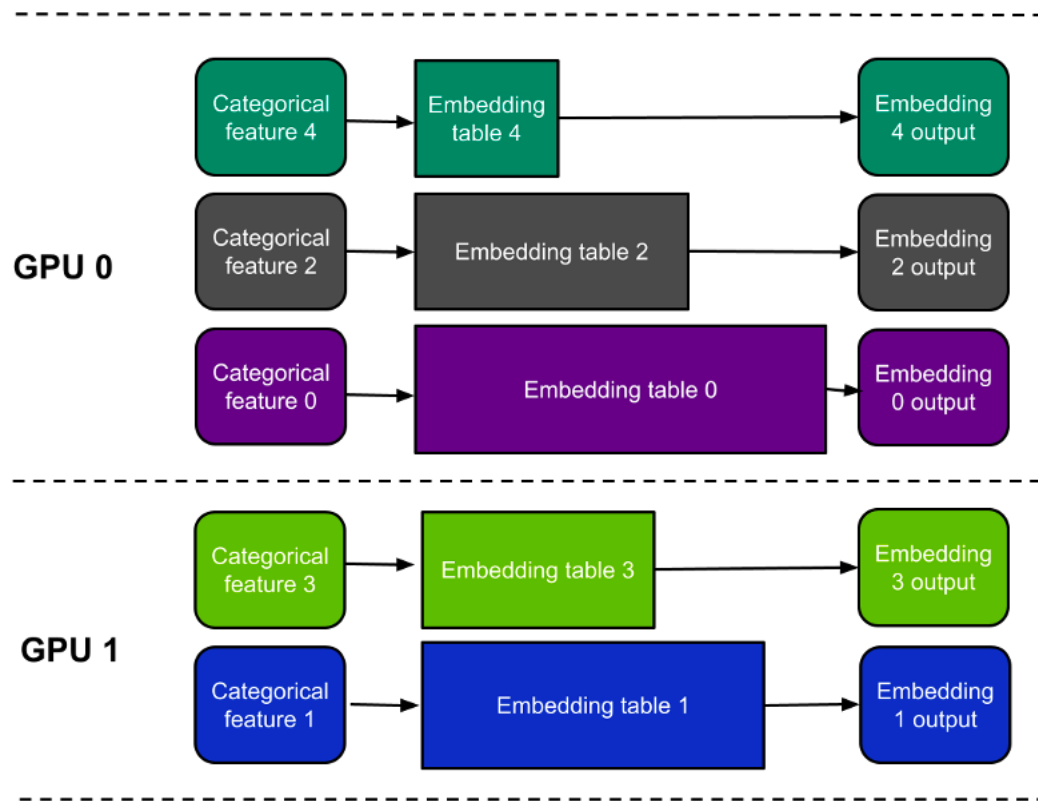 Categorical
feature 4
Embedding
table 4
Embedding
4 output
GPU 0
Categorical
feature 2
Embedding table 2
Embedding
2 output
Categorical
feature 0
Embedding table 0
Embedding
0 output
GPU 1
Categorical
feature 3
Embedding table 3
Embedding
3 output
Categorical
feature 1
Embedding table 1
Embedding
1 output